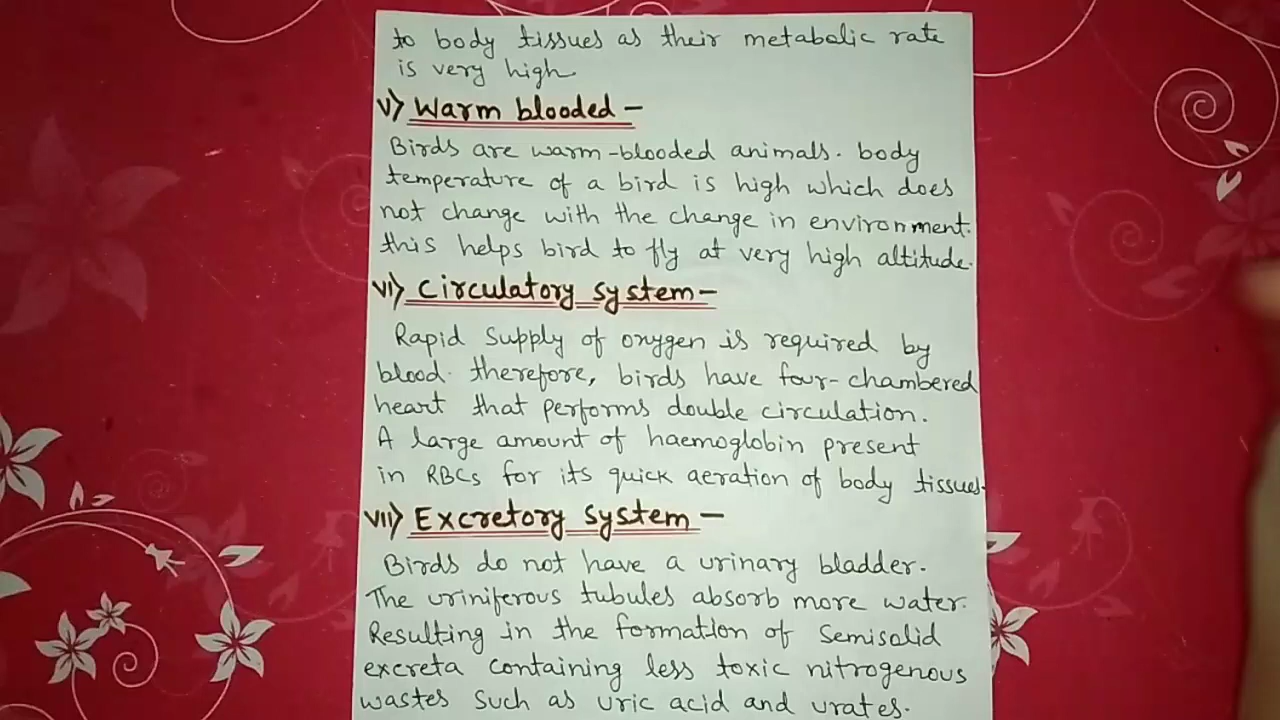 to body tissues as their metabolic rate
is very high
V) Warm blooded -
Birds are warm-blooded animals. body
temperature of a bird is high which does
not change with the change in environment.
this helps bird to fly at very high altitude.
VI) Circulatory system -
Rapid Supply of oxygen is required by
blood. therefore, birds have four-chambered
heart that performs double circulation.
A large amount of haemoglobin present
in RBCs for its quick aeration of body tissues.
VII) Excretory system -
Birds do not have a urinary bladder.
The uriniferous tubules absorb more water.
Resulting in the formation of Semisolid
excreta containing less toxic nitrogenous
wastes Such as uric acid and urates.